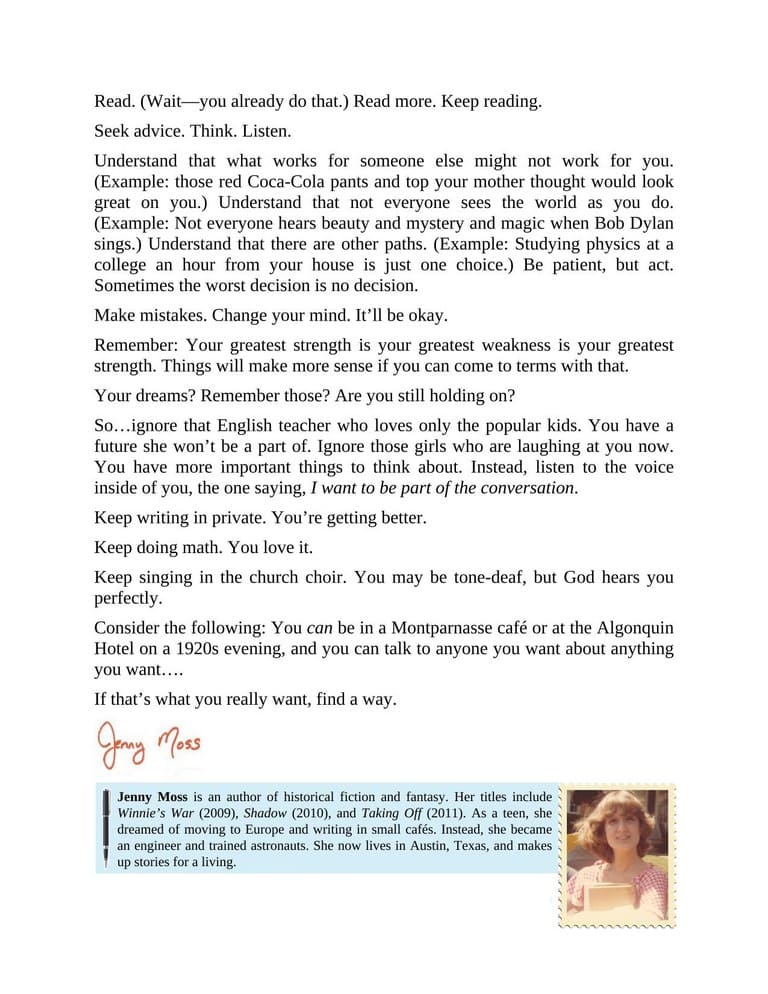 Read. (Wait—you already do that.) Read more. Keep reading.
Seek advice. Think. Listen.
Understand that what works for someone else might not work for you.
(Example: those red Coca-Cola pants and top your mother thought would look
great on you.) Understand that not everyone sees the world as you do.
(Example: Not everyone hears beauty and mystery and magic when Bob Dylan
sings.) Understand that there are other paths. (Example: Studying physics at a
college an hour from your house is just one choice.) Be patient, but act.
Sometimes the worst decision is no decision.
Make mistakes. Change your mind. It’ll be okay.
Remember: Your greatest strength is your greatest weakness is your greatest
strength. Things will make more sense if you can come to terms with that.
Your dreams? Remember those? Are you still holding on?
So…ignore that English teacher who loves only the popular kids. You have a
future she won’t be a part of. Ignore those girls who are laughing at you now.
You have more important things to think about. Instead, listen to the voice
inside of you, the one saying, I want to be part of the conversation.
Keep writing in private. You’re getting better.
Keep doing math. You love it.
Keep singing in the church choir. You may be tone-deaf, but God hears you
perfectly.
Consider the following: You can be in a Montparnasse café or at the Algonquin
Hotel on a 1920s evening, and you can talk to anyone you want about anything
you want….
If that’s what you really want, find a way.
Jenny Moss
Jenny Moss is an author of historical fiction and fantasy. Her titles include
Winnie’s War (2009), Shadow (2010), and Taking Off (2011). As a teen, she
dreamed of moving to Europe and writing in small cafés. Instead, she became
an engineer and trained astronauts. She now lives in Austin, Texas, and makes
up stories for a living.